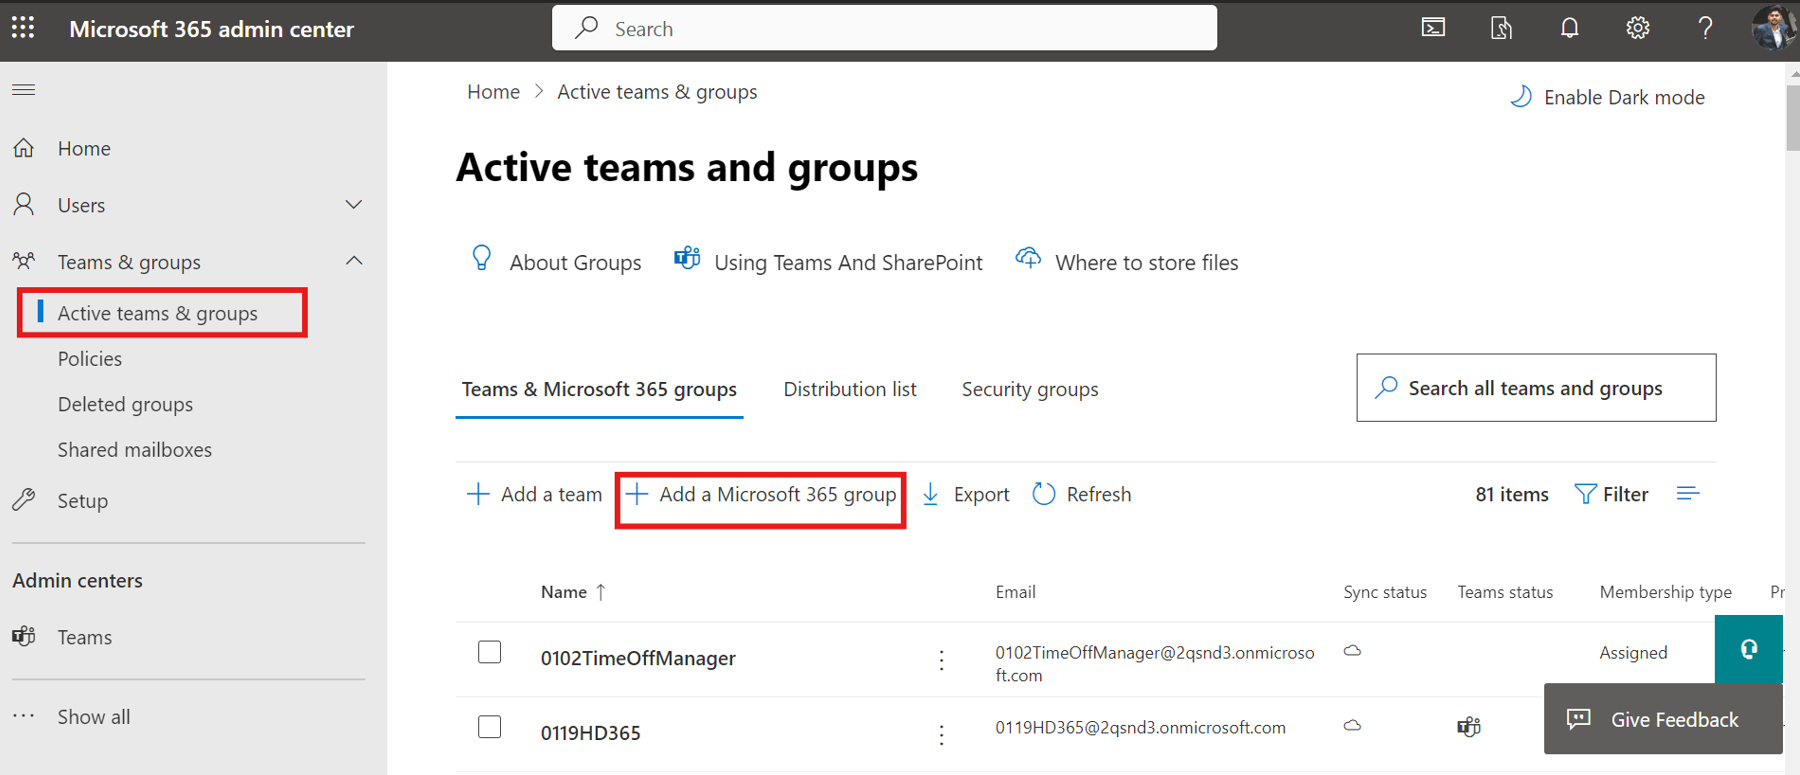 Microsoft 365 admin center
Search
Home
Users
Teams & groups
Active teams & groups
Policies
Deleted groups
Shared mailboxes
Setup
Admin centers
Teams
Show all
Home > Active teams & groups
Enable Dark mode
Active teams and groups
About Groups
Using Teams And SharePoint
Where to store files
Teams & Microsoft 365 groups
Distribution list
Security groups
Search all teams and groups
Add a team
Add a Microsoft 365 group
Export
Refresh
81 items
Filter
Name ↑
Email
Sync status
Teams status
Membership type
Pr
0102TimeOffManager
0102TimeOffManager@2qsnd3.onmicroso
ft.com
Assigned
0119HD365
0119HD365@2qsnd3.onmicrosoft.com
Give Feedback